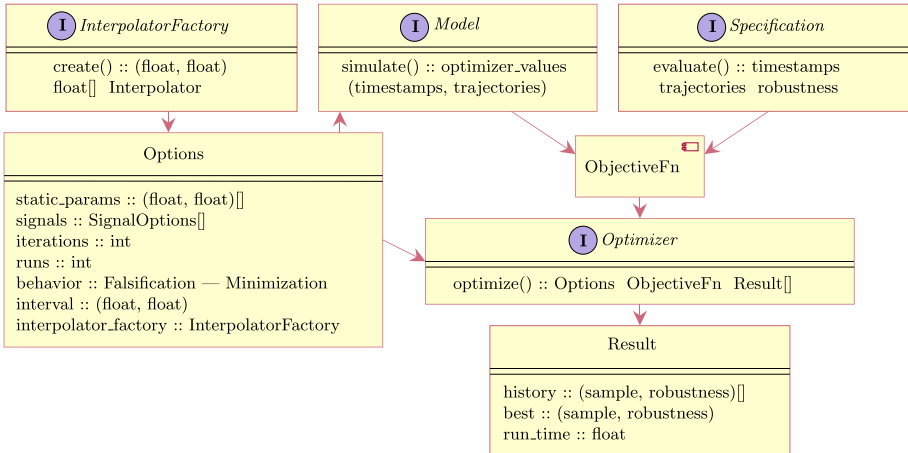 I InterpolatorFactory
create() :: (float, float)
float[] Interpolator
I Model
simulate() :: optimizer_values
(timestamps, trajectories)
I Specification
evaluate() :: timestamps
trajectories robustness
Options
static_params :: (float, float)[]
signals :: SignalOptions[]
iterations :: int
runs :: int
behavior :: Falsification — Minimization
interval :: (float, float)
interpolator_factory :: InterpolatorFactory
ObjectiveFn
I Optimizer
optimize() :: Options ObjectiveFn Result[]
Result
history :: (sample, robustness)[]
best :: (sample, robustness)
run_time :: float